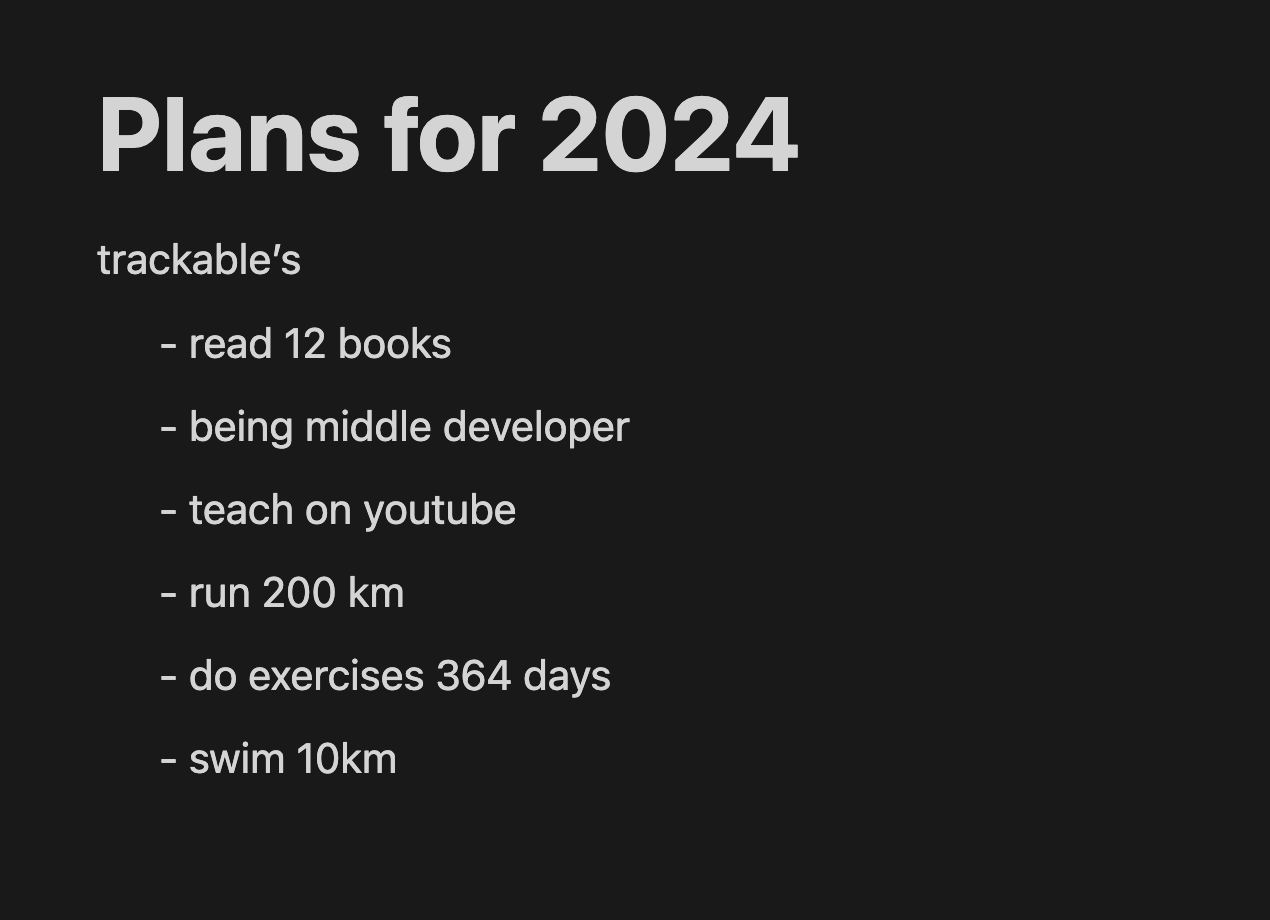 Plans for 2024
trackable’s
- read 12 books
- being middle developer
- teach on youtube
- run 200 km
- do exercises 364 days
- swim 10km